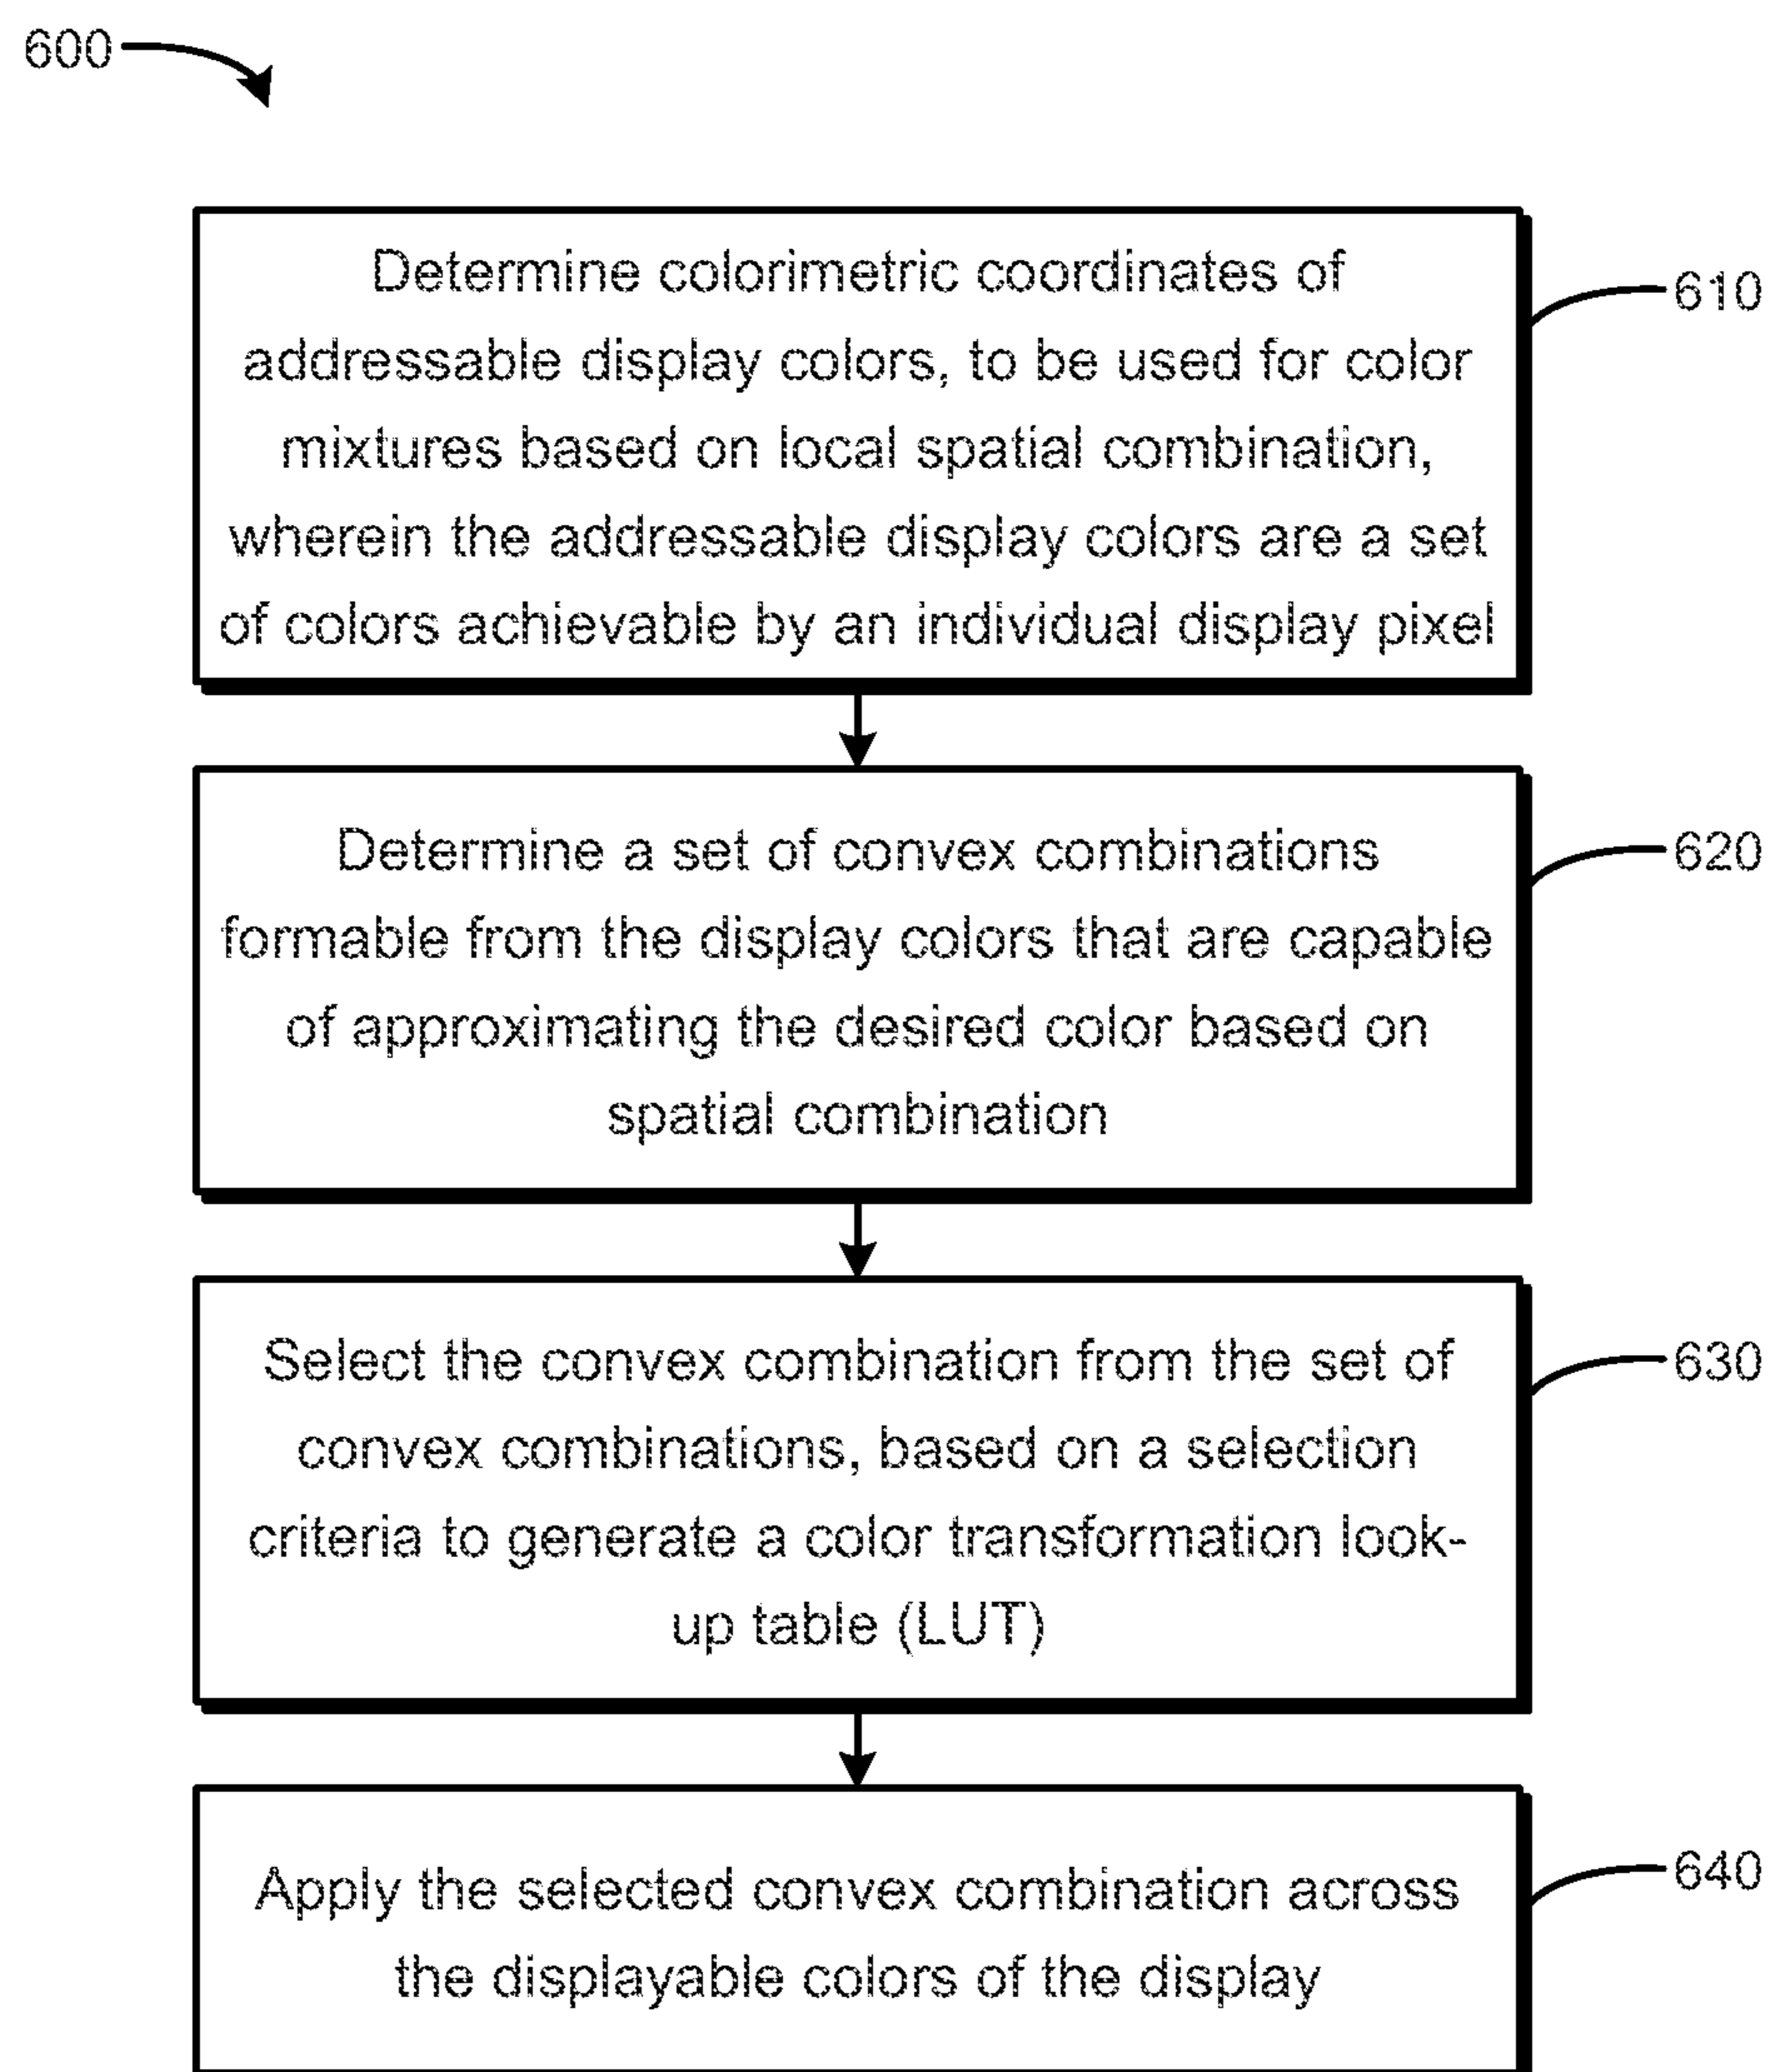 600
Determine colorimetric coordinates of
addressable display colors, to be used for color
mixtures based on local spatial combination,
wherein the addressable display colors are a set
of colors achievable by an individual display pixel
610
Determine a set of convex combinations
formable from the display colors that are capable
of approximating the desired color based on
spatial combination
620
Select the convex combination from the set of
convex combinations, based on a selection
criteria to generate a color transformation look-
up table (LUT)
630
Apply the selected convex combination across
the displayable colors of the display
640